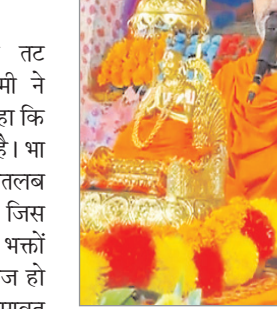 तट
मी ने
हा कि
है। भा
तलब
जिस
भक्तों
ज हो